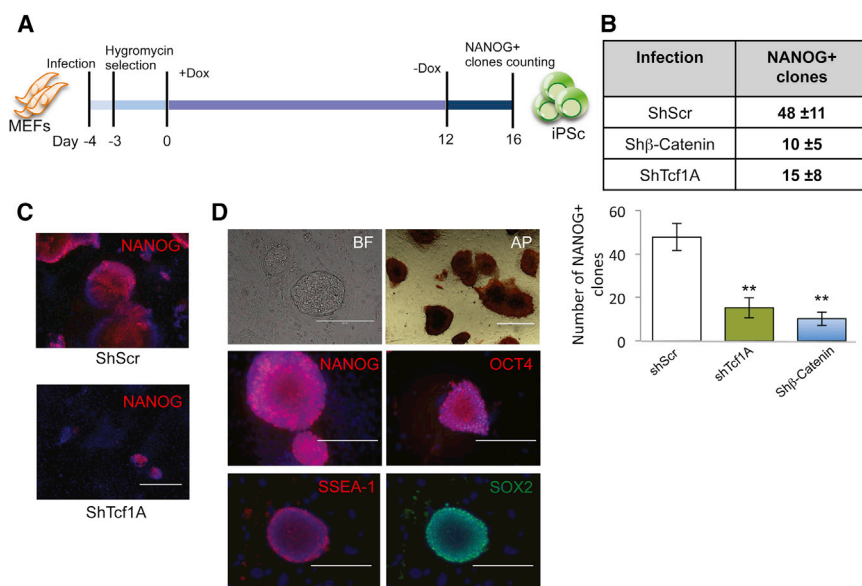 A
Infection
Hygromycin
selection
+Dox
-Dox
NANOG+
clones counting
MEFs
iPSc
Day -4 -3 0 12 16
B
Infection NANOG+ clones
ShScr 48 ±11
Shβ-Catenin 10 ±5
ShTcf1A 15 ±8
Number of NANOG+
clones
60
40
20
0
**
**
shScr
shTcf1A
Shβ-Catenin
C
NANOG
ShScr
NANOG
ShTcf1A
D
BF
AP
NANOG
OCT4
SSEA-1
SOX2